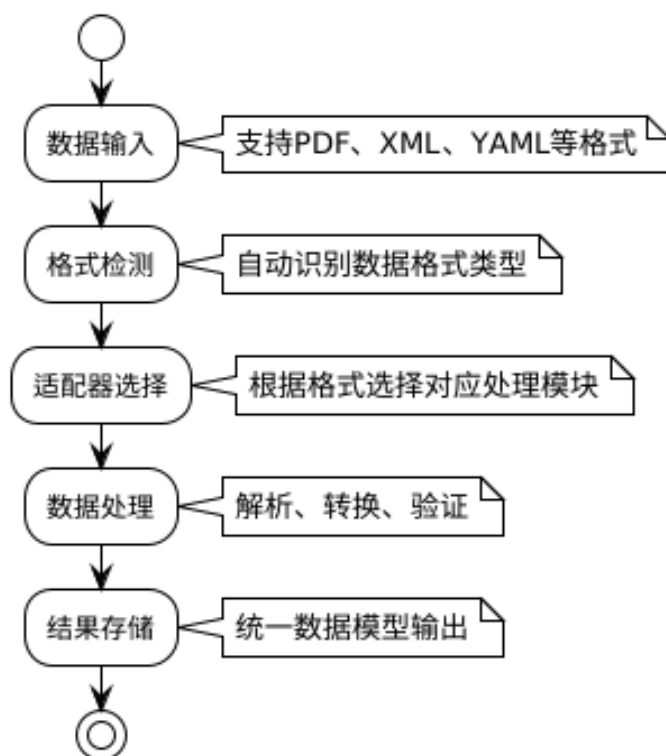 数据输入
支持PDF、XML、YAML等格式
格式检测
自动识别数据格式类型
适配器选择
根据格式选择对应处理模块
数据处理
解析、转换、验证
结果存储
统一数据模型输出